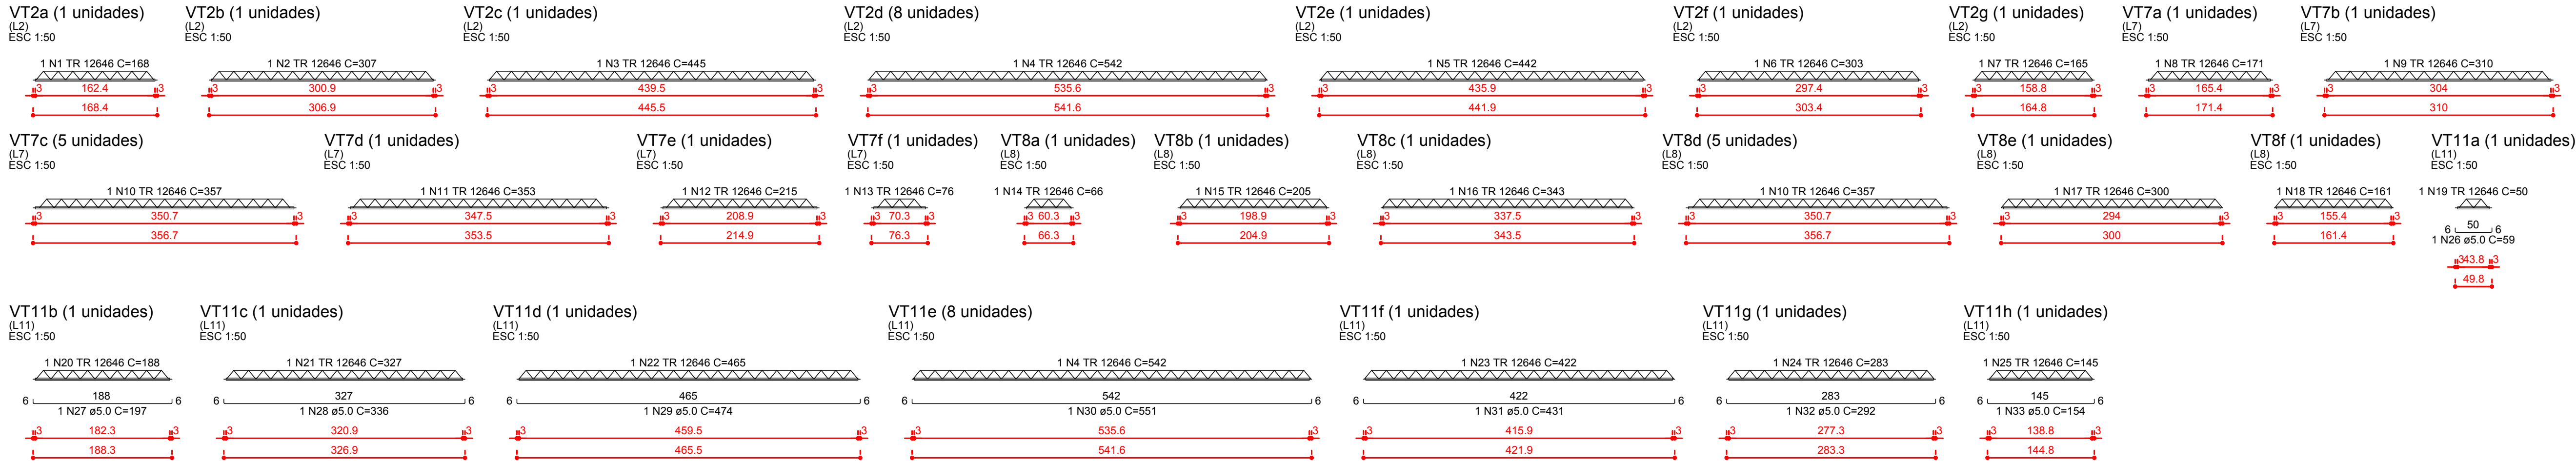 VT2a (1 unidades)
(L2)
ESC 1:50
1 N1 TR 12646 C=168
3 162.4 3
168.4
VT2b (1 unidades)
(L2)
ESC 1:50
1 N2 TR 12646 C=307
3 300.9 3
306.9
VT2c (1 unidades)
(L2)
ESC 1:50
1 N3 TR 12646 C=445
3 439.5 3
445.5
VT2d (8 unidades)
(L2)
ESC 1:50
1 N4 TR 12646 C=542
3 535.6 3
541.6
VT2e (1 unidades)
(L2)
ESC 1:50
1 N5 TR 12646 C=442
3 435.9 3
441.9
VT2f (1 unidades)
(L2)
ESC 1:50
1 N6 TR 12646 C=303
3 297.4 3
303.4
VT2g (1 unidades)
(L2)
ESC 1:50
1 N7 TR 12646 C=165
3 158.8 3
164.8
VT7a (1 unidades)
(L7)
ESC 1:50
1 N8 TR 12646 C=171
3 165.4 3
171.4
VT7b (1 unidades)
(L7)
ESC 1:50
1 N9 TR 12646 C=310
3 304 3
310
VT7c (5 unidades)
(L7)
ESC 1:50
1 N10 TR 12646 C=357
3 350.7 3
356.7
VT7d (1 unidades)
(L7)
ESC 1:50
1 N11 TR 12646 C=353
3 347.5 3
353.5
VT7e (1 unidades)
(L7)
ESC 1:50
1 N12 TR 12646 C=215
3 208.9 3
214.9
VT7f (1 unidades)
(L7)
ESC 1:50
1 N13 TR 12646 C=76
3 70.3 3
76.3
VT8a (1 unidades)
(L8)
ESC 1:50
1 N14 TR 12646 C=66
3 60.3 3
66.3
VT8b (1 unidades)
(L8)
ESC 1:50
1 N15 TR 12646 C=205
3 198.9 3
204.9
VT8c (1 unidades)
(L8)
ESC 1:50
1 N16 TR 12646 C=343
3 337.5 3
343.5
VT8d (5 unidades)
(L8)
ESC 1:50
1 N10 TR 12646 C=357
3 350.7 3
356.7
VT8e (1 unidades)
(L8)
ESC 1:50
1 N17 TR 12646 C=300
3 294 3
300
VT8f (1 unidades)
(L8)
ESC 1:50
1 N18 TR 12646 C=161
3 155.4 3
161.4
VT11a (1 unidades)
(L11)
ESC 1:50
1 N19 TR 12646 C=50
6 50 6
1 N26 ø5.0 C=59
3 43.8 3
49.8
VT11b (1 unidades)
(L11)
ESC 1:50
1 N20 TR 12646 C=188
6 188 6
1 N27 ø5.0 C=197
3 182.3 3
188.3
VT11c (1 unidades)
(L11)
ESC 1:50
1 N21 TR 12646 C=327
6 327 6
1 N28 ø5.0 C=336
3 320.9 3
326.9
VT11d (1 unidades)
(L11)
ESC 1:50
1 N22 TR 12646 C=465
6 465 6
1 N29 ø5.0 C=474
3 459.5 3
465.5
VT11e (8 unidades)
(L11)
ESC 1:50
1 N4 TR 12646 C=542
6 542 6
1 N30 ø5.0 C=551
3 535.6 3
541.6
VT11f (1 unidades)
(L11)
ESC 1:50
1 N23 TR 12646 C=422
6 422 6
1 N31 ø5.0 C=431
3 415.9 3
421.9
VT11g (1 unidades)
(L11)
ESC 1:50
1 N24 TR 12646 C=283
6 283 6
1 N32 ø5.0 C=292
3 277.3 3
283.3
VT11h (1 unidades)
(L11)
ESC 1:50
1 N25 TR 12646 C=145
6 145 6
1 N33 ø5.0 C=154
3 138.8 3
144.8